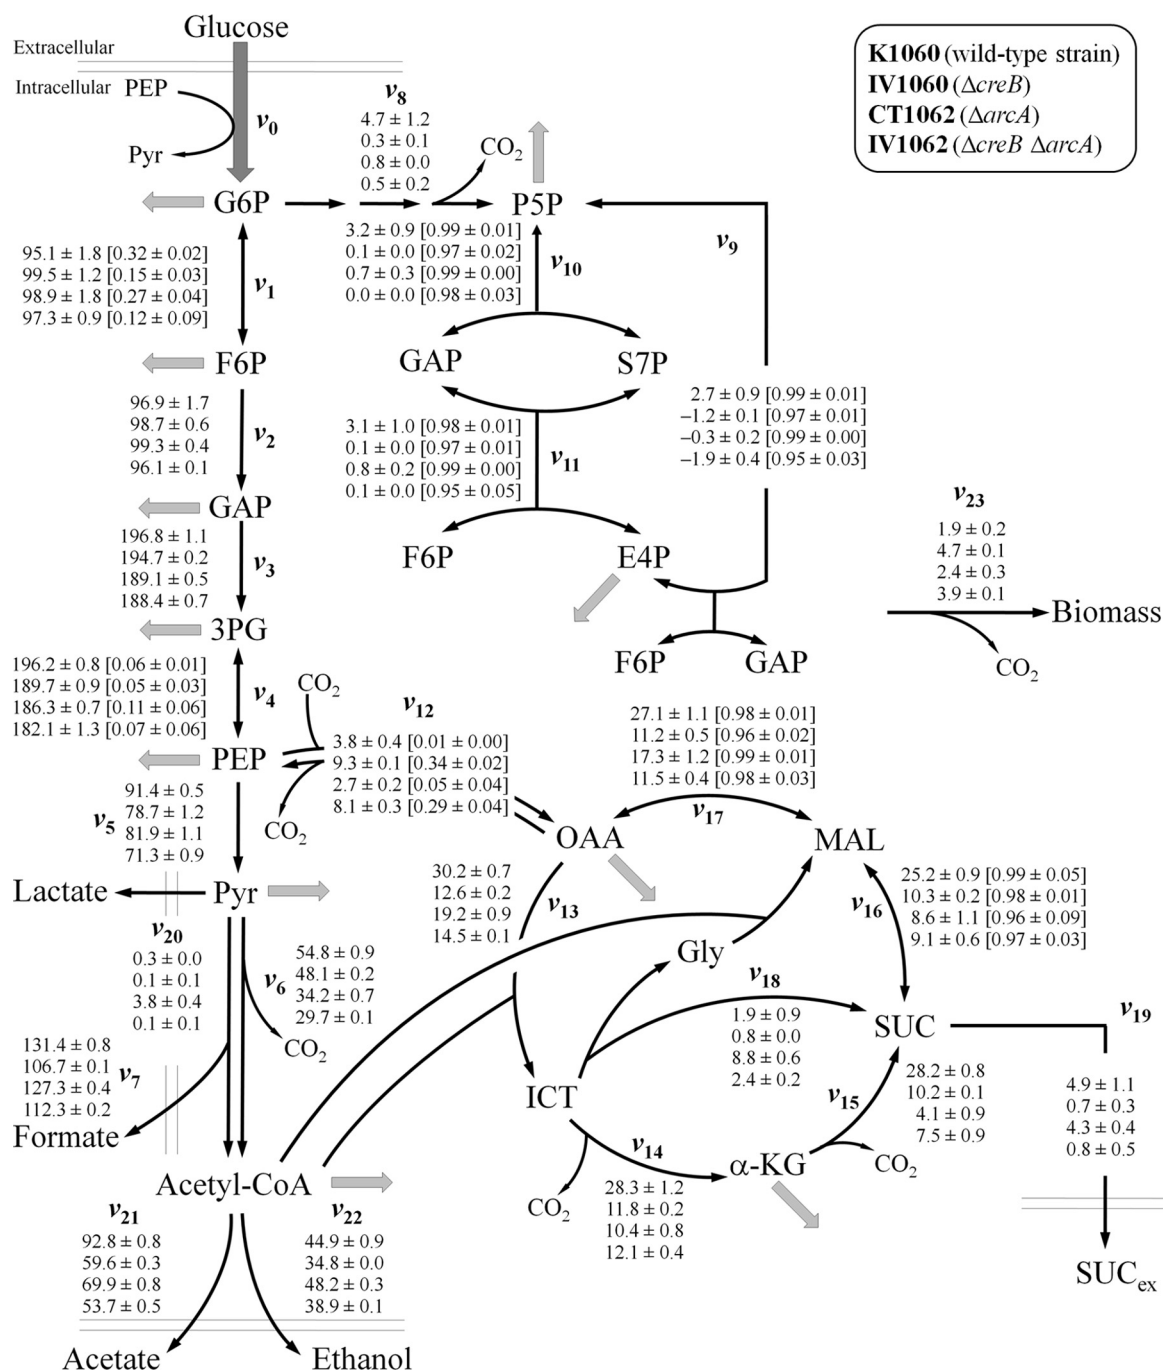 Glucose
Extracellular
Intracellular
PEP
Pyr
v0
v8
4.7 ± 1.2
0.3 ± 0.1
0.8 ± 0.0
0.5 ± 0.2
CO2
K1060 (wild-type strain)
IV1060 (ΔcreB)
CT1062 (ΔarcA)
IV1062 (ΔcreB ΔarcA)
G6P
P5P
95.1 ± 1.8 [0.32 ± 0.02]
99.5 ± 1.2 [0.15 ± 0.03]
98.9 ± 1.8 [0.27 ± 0.04]
97.3 ± 0.9 [0.12 ± 0.09]
v1
3.2 ± 0.9 [0.99 ± 0.01]
0.1 ± 0.0 [0.97 ± 0.02]
0.7 ± 0.3 [0.99 ± 0.00]
0.0 ± 0.0 [0.98 ± 0.03]
v10
v9
F6P
GAP
S7P
96.9 ± 1.7
98.7 ± 0.6
99.3 ± 0.4
96.1 ± 0.1
v2
3.1 ± 1.0 [0.98 ± 0.01]
0.1 ± 0.0 [0.97 ± 0.01]
0.8 ± 0.2 [0.99 ± 0.00]
0.1 ± 0.0 [0.95 ± 0.05]
v11
2.7 ± 0.9 [0.99 ± 0.01]
−1.2 ± 0.1 [0.97 ± 0.01]
−0.3 ± 0.2 [0.99 ± 0.00]
−1.9 ± 0.4 [0.95 ± 0.03]
GAP
196.8 ± 1.1
194.7 ± 0.2
189.1 ± 0.5
188.4 ± 0.7
v3
F6P
E4P
v23
1.9 ± 0.2
4.7 ± 0.1
2.4 ± 0.3
3.9 ± 0.1
Biomass
CO2
3PG
F6P
GAP
196.2 ± 0.8 [0.06 ± 0.01]
189.7 ± 0.9 [0.05 ± 0.03]
186.3 ± 0.7 [0.11 ± 0.06]
182.1 ± 1.3 [0.07 ± 0.06]
v4
CO2
v12
3.8 ± 0.4 [0.01 ± 0.00]
9.3 ± 0.1 [0.34 ± 0.02]
2.7 ± 0.2 [0.05 ± 0.04]
8.1 ± 0.3 [0.29 ± 0.04]
27.1 ± 1.1 [0.98 ± 0.01]
11.2 ± 0.5 [0.96 ± 0.02]
17.3 ± 1.2 [0.99 ± 0.01]
11.5 ± 0.4 [0.98 ± 0.03]
v17
PEP
CO2
OAA
MAL
v5
91.4 ± 0.5
78.7 ± 1.2
81.9 ± 1.1
71.3 ± 0.9
Lactate
Pyr
30.2 ± 0.7
12.6 ± 0.2
19.2 ± 0.9
14.5 ± 0.1
v13
v16
25.2 ± 0.9 [0.99 ± 0.05]
10.3 ± 0.2 [0.98 ± 0.01]
8.6 ± 1.1 [0.96 ± 0.09]
9.1 ± 0.6 [0.97 ± 0.03]
v20
0.3 ± 0.0
0.1 ± 0.1
3.8 ± 0.4
0.1 ± 0.1
v6
54.8 ± 0.9
48.1 ± 0.2
34.2 ± 0.7
29.7 ± 0.1
CO2
Gly
v18
1.9 ± 0.9
0.8 ± 0.0
8.8 ± 0.6
2.4 ± 0.2
SUC
v19
131.4 ± 0.8
106.7 ± 0.1
127.3 ± 0.4
112.3 ± 0.2
v7
Formate
ICT
v15
28.2 ± 0.8
10.2 ± 0.1
4.1 ± 0.9
7.5 ± 0.9
4.9 ± 1.1
0.7 ± 0.3
4.3 ± 0.4
0.8 ± 0.5
Acetyl-CoA
CO2
v14
28.3 ± 1.2
11.8 ± 0.2
10.4 ± 0.8
12.1 ± 0.4
α-KG
CO2
v21
92.8 ± 0.8
59.6 ± 0.3
69.9 ± 0.8
53.7 ± 0.5
v22
44.9 ± 0.9
34.8 ± 0.0
48.2 ± 0.3
38.9 ± 0.1
SUCex
Acetate
Ethanol